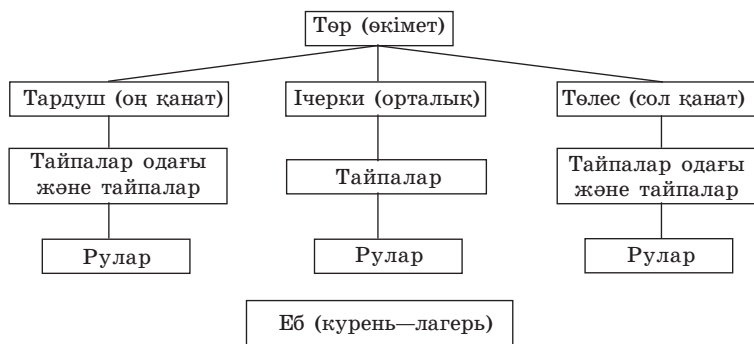 Төр (өкімет)
Тардуш (оң қанат)
Ічерки (орталық)
Төлес (сол қанат)
Тайпалар одағы
және тайпалар
Тайпалар
Тайпалар одағы
және тайпалар
Рулар
Рулар
Рулар
Еб (курень—лагерь)